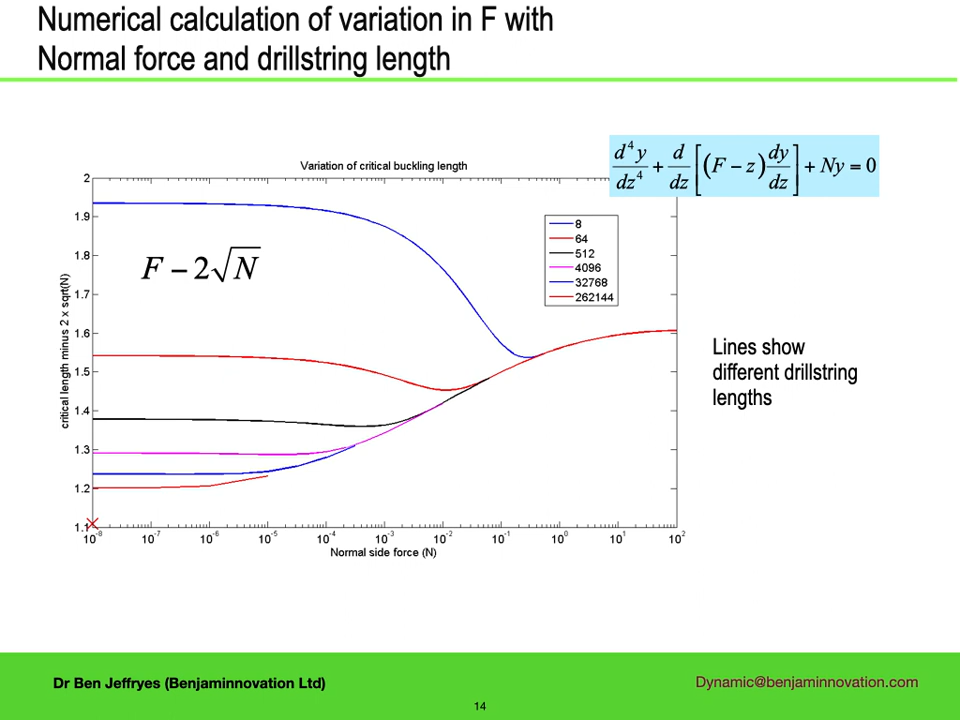 Numerical calculation of variation in F with
Normal force and drillstring length
d⁴y/dz⁴ + d/dz [(F − z) dy/dz] + Ny = 0
Variation of critical buckling length
F − 2√N
critical length minus 2 x sqrt(N)
2
1.9
1.8
1.7
1.6
1.5
1.4
1.3
1.2
1.1
8
64
512
4096
32768
262144
Lines show
different drillstring
lengths
10⁻⁸ 10⁻⁷ 10⁻⁶ 10⁻⁵ 10⁻⁴ 10⁻³ 10⁻² 10⁻¹ 10⁰ 10¹ 10²
Normal side force (N)
Dr Ben Jeffryes (Benjaminnovation Ltd)
Dynamic@benjaminnovation.com
14